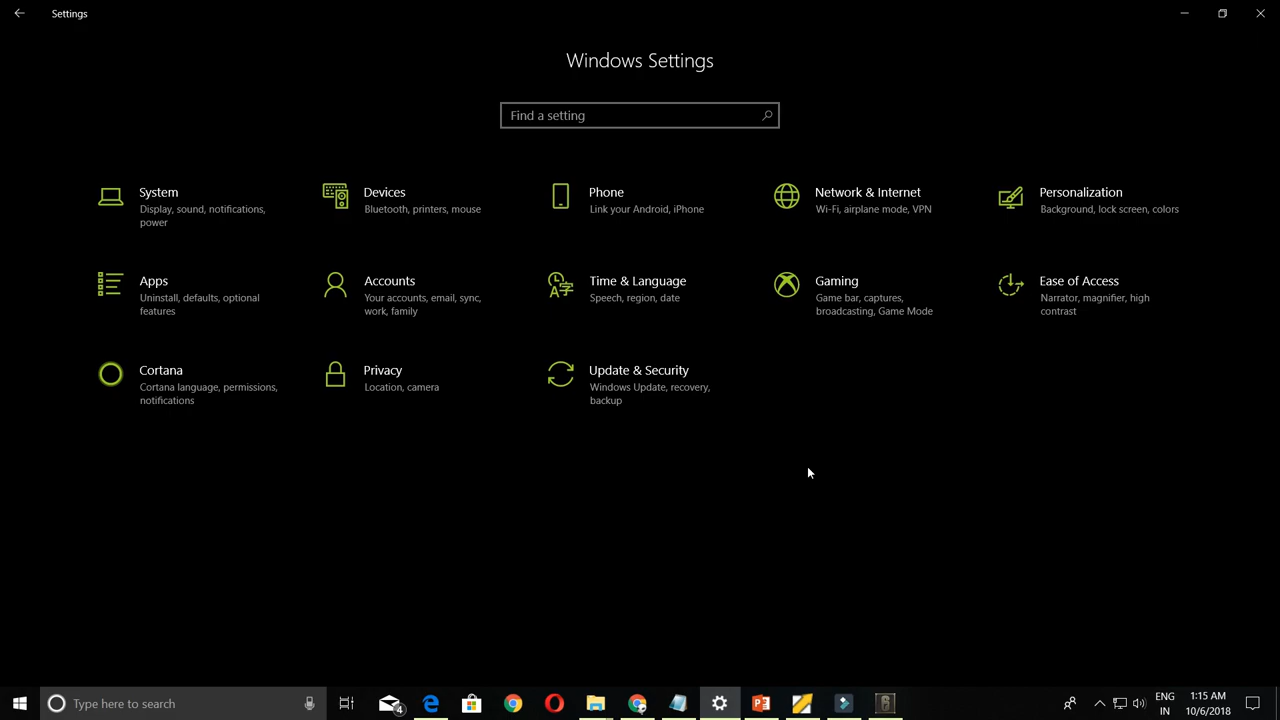 Settings
Windows Settings
Find a setting
System
Display, sound, notifications,
power
Devices
Bluetooth, printers, mouse
Phone
Link your Android, iPhone
Network & Internet
Wi-Fi, airplane mode, VPN
Personalization
Background, lock screen, colors
Apps
Uninstall, defaults, optional
features
Accounts
Your accounts, email, sync,
work, family
Time & Language
Speech, region, date
Gaming
Game bar, captures,
broadcasting, Game Mode
Ease of Access
Narrator, magnifier, high
contrast
Cortana
Cortana language, permissions,
notifications
Privacy
Location, camera
Update & Security
Windows Update, recovery,
backup
Type here to search
4
ENG
IN
1:15 AM
10/6/2018